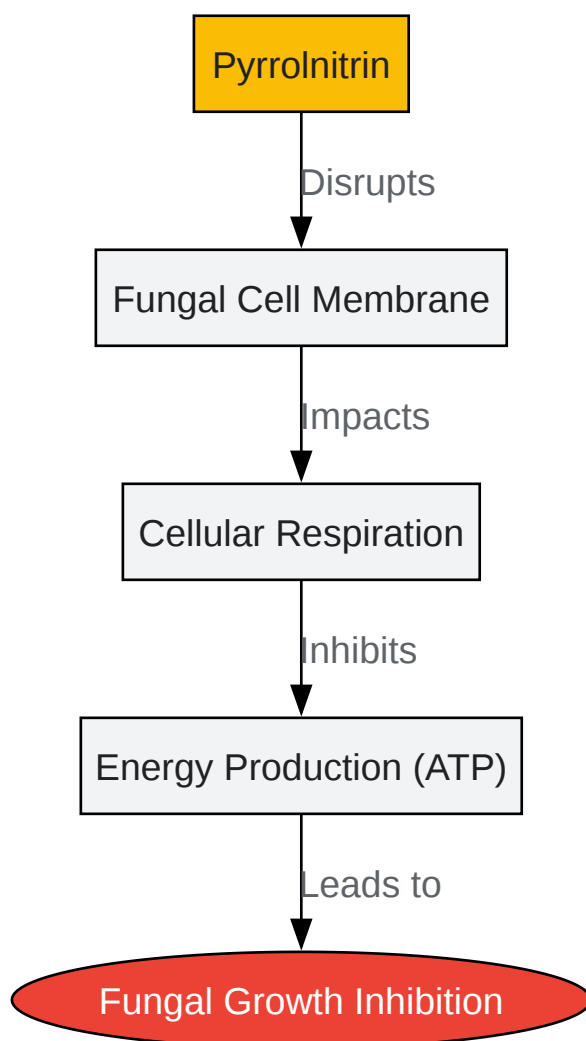 Pyrrolnitrin
Disrupts
Fungal Cell Membrane
Impacts
Cellular Respiration
Inhibits
Energy Production (ATP)
Leads to
Fungal Growth Inhibition